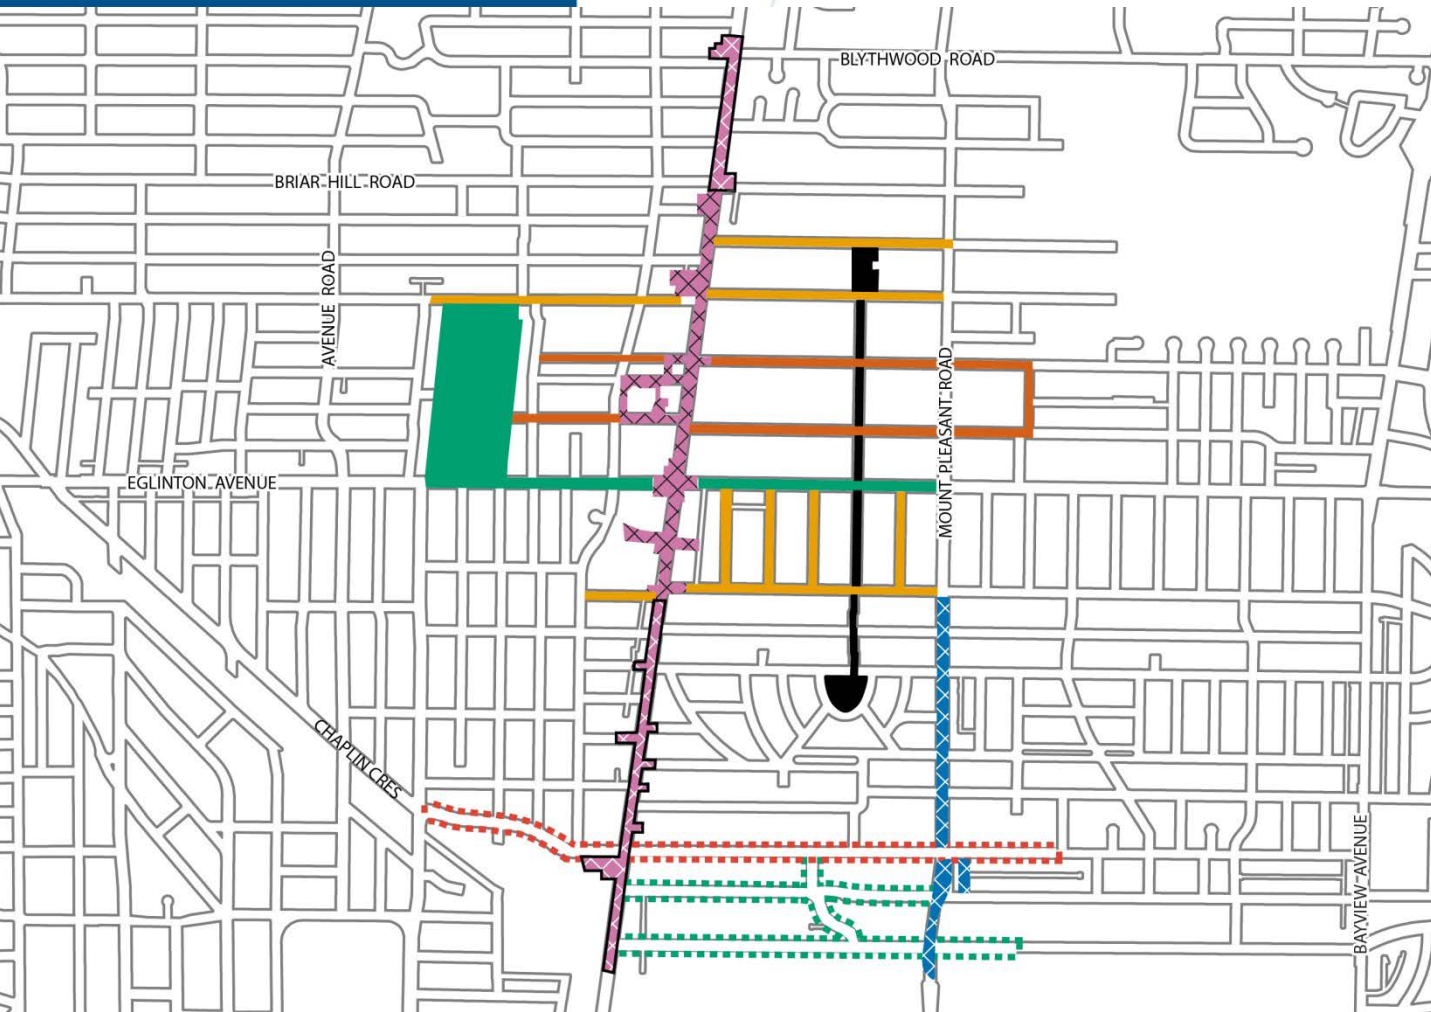 BLYTHWOOD ROAD
BRIAR HILL ROAD
AVENUE ROAD
MOUNT PLEASANT ROAD
EGLINTON AVENUE
CHAPLIN CRES
BAYVIEW AVENUE